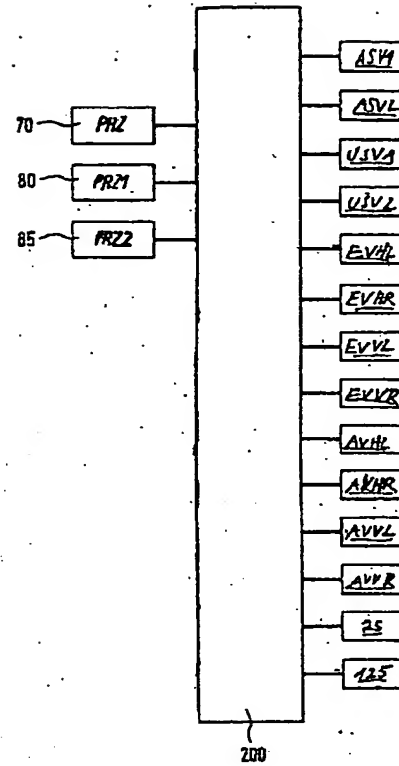 ASV1
ASV2
70 PRZ
USV1
80 PRZ1
USV2
85 PRZ2
EVHL
EVHR
EVVL
EVVR
AVHL
AVHR
AVVL
AVVR
25
125
200